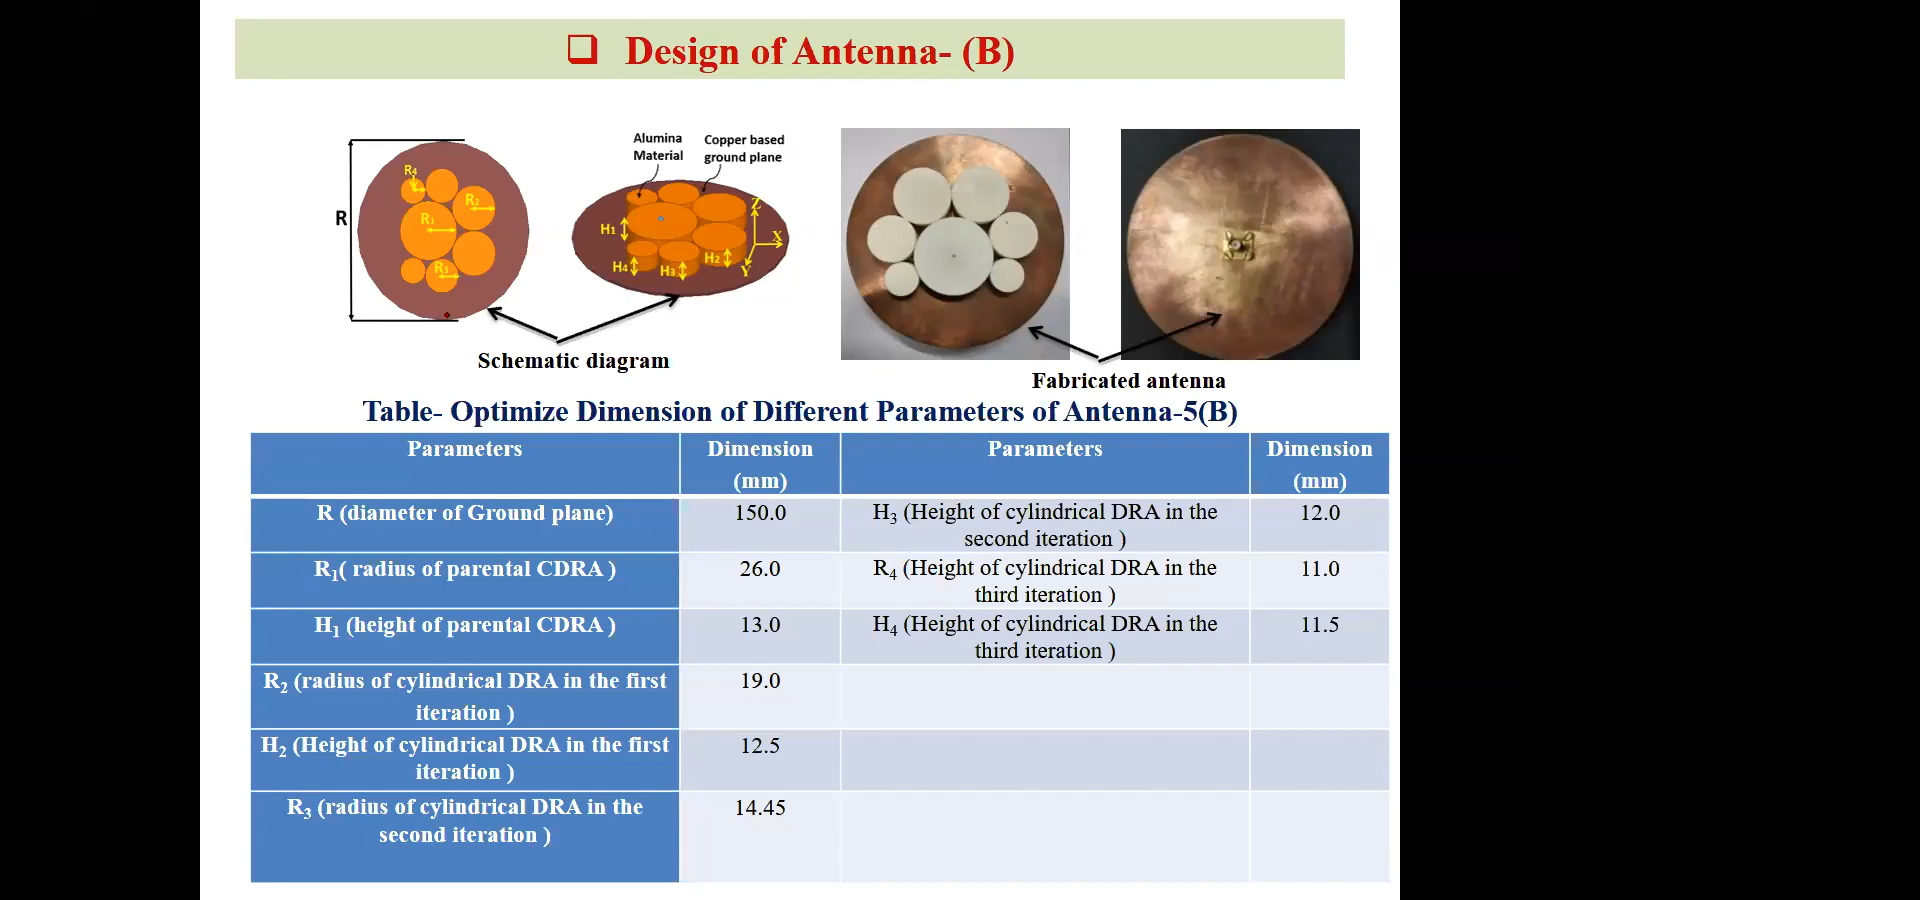 ❑ Design of Antenna- (B)
Alumina
Material
Copper based
ground plane
R
R4
R2
R1
R3
H1
H4
H3
H2
Z
X
Y
Schematic diagram
Fabricated antenna
Table- Optimize Dimension of Different Parameters of Antenna-5(B)
Parameters
Dimension
(mm)
Parameters
Dimension
(mm)
R (diameter of Ground plane)
150.0
H3 (Height of cylindrical DRA in the
second iteration )
12.0
R1( radius of parental CDRA )
26.0
R4 (Height of cylindrical DRA in the
third iteration )
11.0
H1 (height of parental CDRA )
13.0
H4 (Height of cylindrical DRA in the
third iteration )
11.5
R2 (radius of cylindrical DRA in the first
iteration )
19.0
H2 (Height of cylindrical DRA in the first
iteration )
12.5
R3 (radius of cylindrical DRA in the
second iteration )
14.45